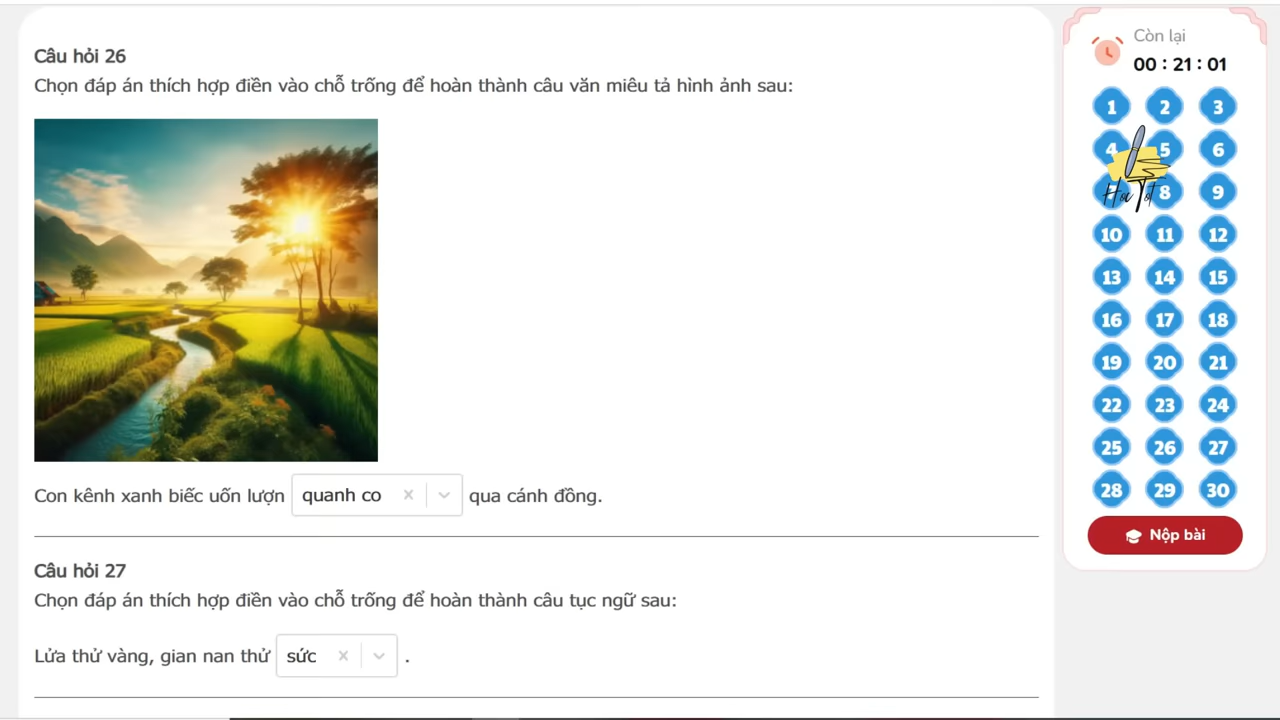 Câu hỏi 26
Chọn đáp án thích hợp điền vào chỗ trống để hoàn thành câu văn miêu tả hình ảnh sau:
Con kênh xanh biếc uốn lượn quanh co qua cánh đồng.
Câu hỏi 27
Chọn đáp án thích hợp điền vào chỗ trống để hoàn thành câu tục ngữ sau:
Lửa thử vàng, gian nan thử sức .
Còn lại
00 : 21 : 01
1 2 3
4 5 6
8 9
Học Tốt
10 11 12
13 14 15
16 17 18
19 20 21
22 23 24
25 26 27
28 29 30
Nộp bài